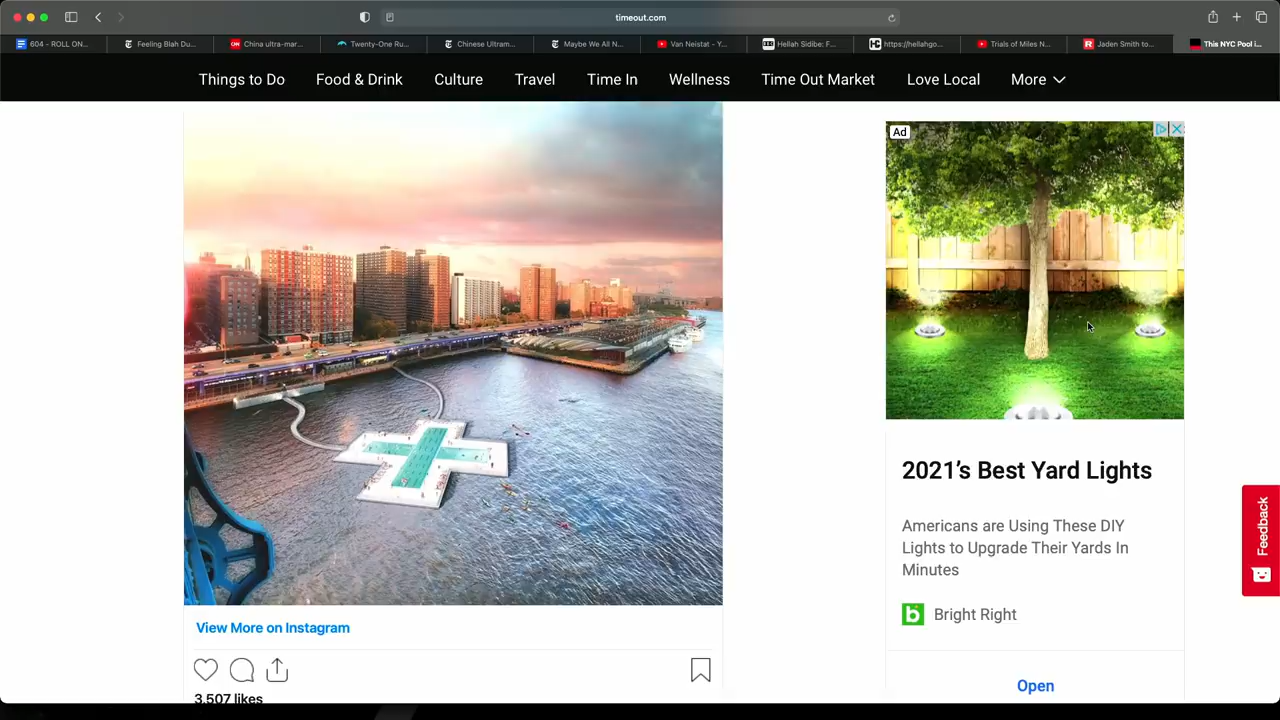 timeout.com
604 - ROLL ON...
Feeling Blah Du...
China ultra-mar...
Twenty-One Ru...
Chinese Ultram...
Maybe We All N...
Van Neistat - Y...
Hellah Sidibe: F...
https://hellahgo...
Trials of Miles N...
Jaden Smith to...
This NYC Pool i...
Things to Do
Food & Drink
Culture
Travel
Time In
Wellness
Time Out Market
Love Local
More
Ad
2021's Best Yard Lights
Americans are Using These DIY
Lights to Upgrade Their Yards In
Minutes
Bright Right
Open
Feedback
View More on Instagram
3,507 likes